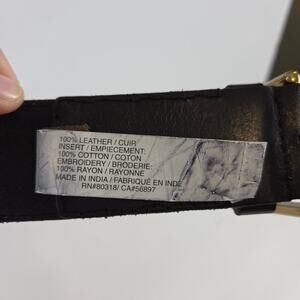 100% LEATHER / CUIR
INSERT / EMPIECEMENT:
100% COTTON / COTON
EMBROIDERY / BRODERIE:
100% RAYON / RAYONNE
MADE IN INDIA / FABRIQUÉ EN INDE
RN#80318/ CA#56897